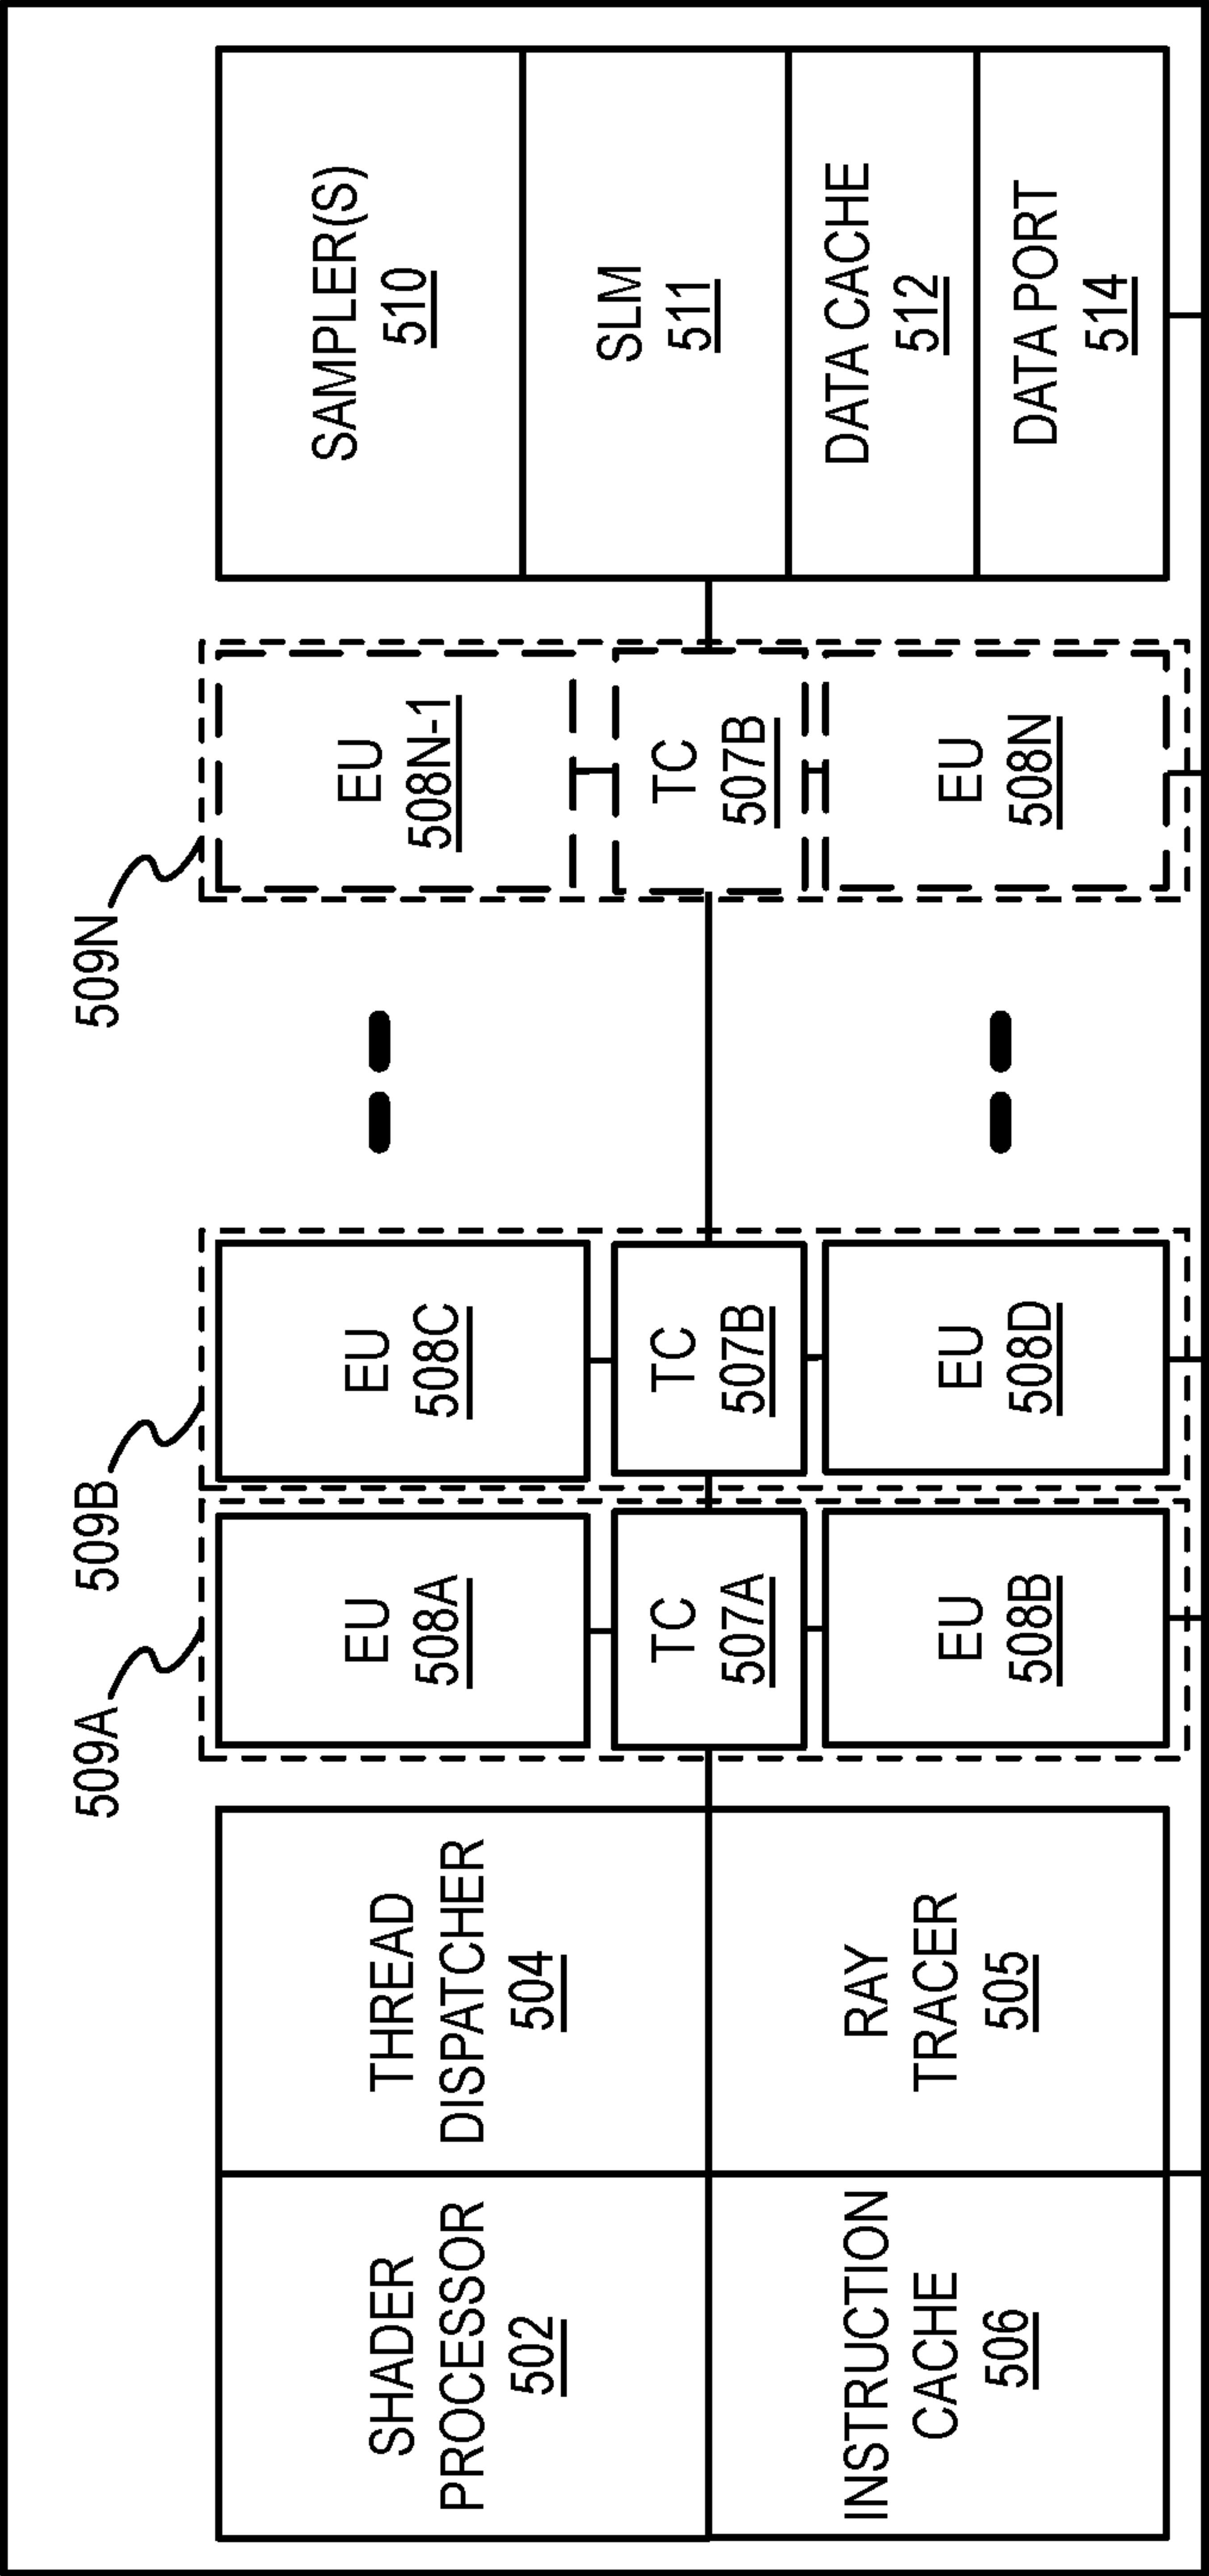 509A
509B
509N
SHADER
PROCESSOR
502
THREAD
DISPATCHER
504
INSTRUCTION
CACHE
506
RAY
TRACER
505
EU
508A
TC
507A
EU
508B
EU
508C
TC
507B
EU
508D
EU
508N-1
TC
507B
EU
508N
SAMPLER(S)
510
SLM
511
DATA CACHE
512
DATA PORT
514